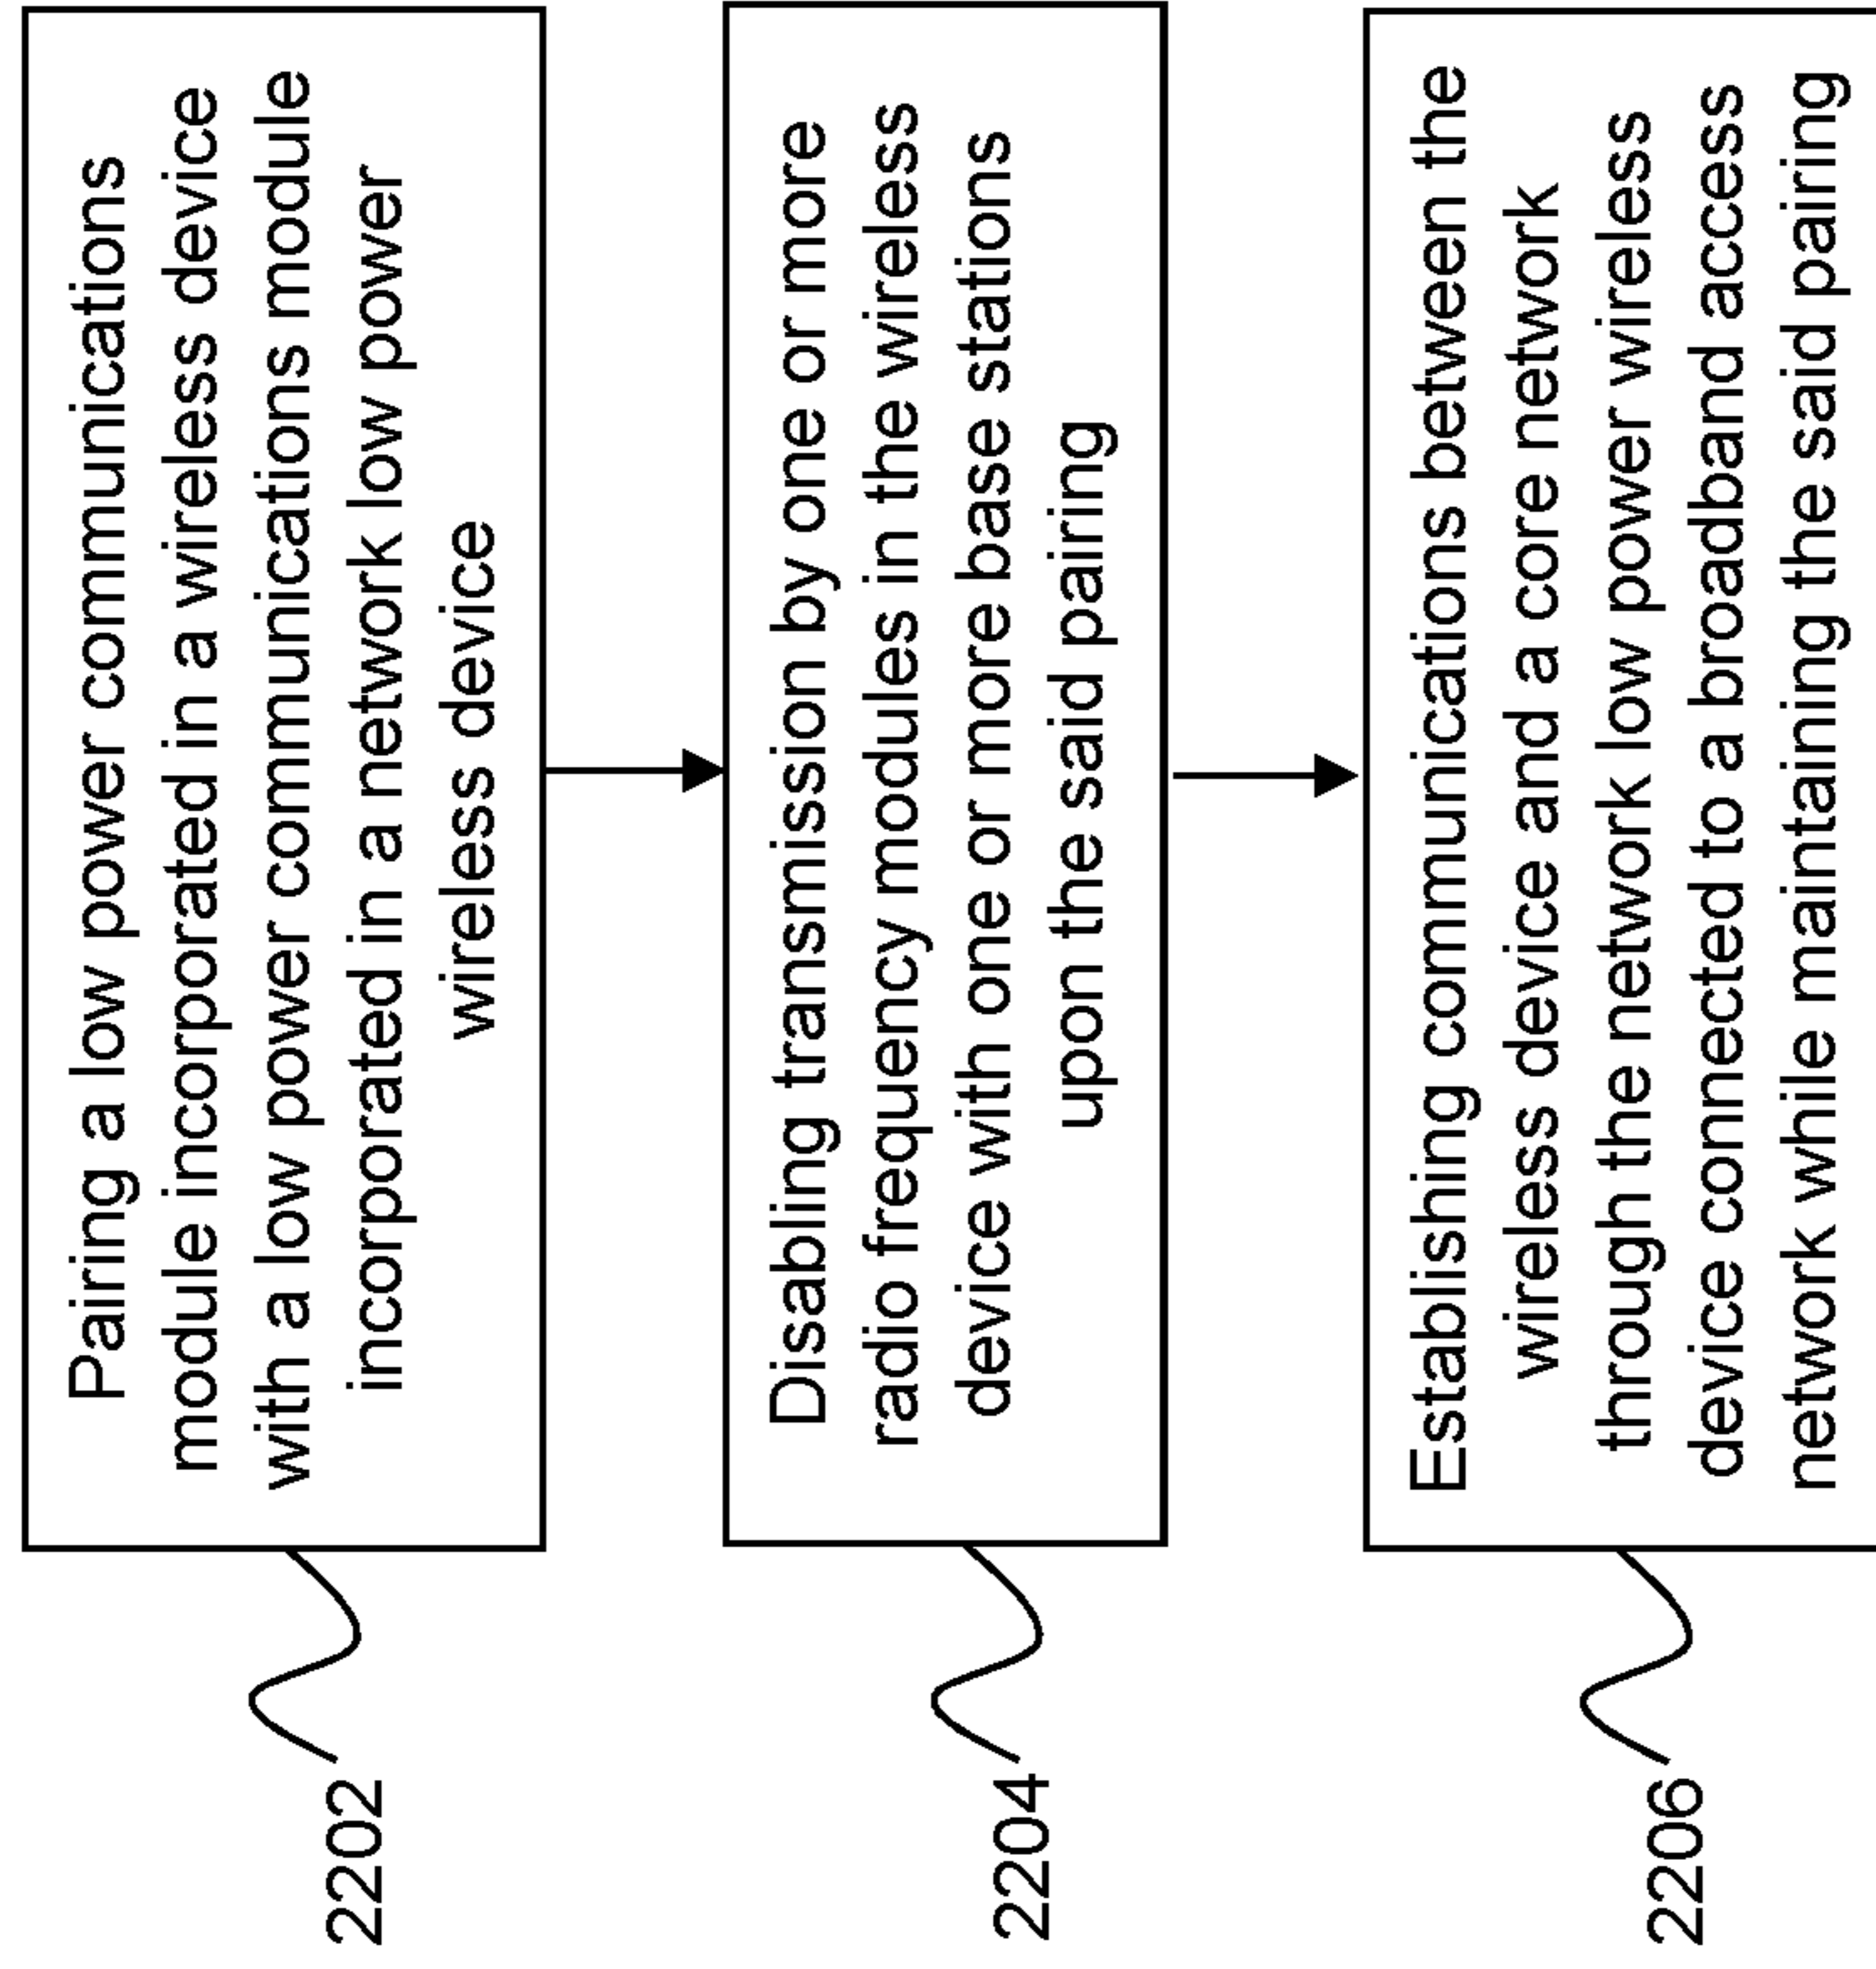 Pairing a low power communications
module incorporated in a wireless device
with a low power communications module
incorporated in a network low power
wireless device
2202
Disabling transmission by one or more
radio frequency modules in the wireless
device with one or more base stations
upon the said pairing
2204
Establishing communications between the
wireless device and a core network
through the network low power wireless
device connected to a broadband access
network while maintaining the said pairing
2206